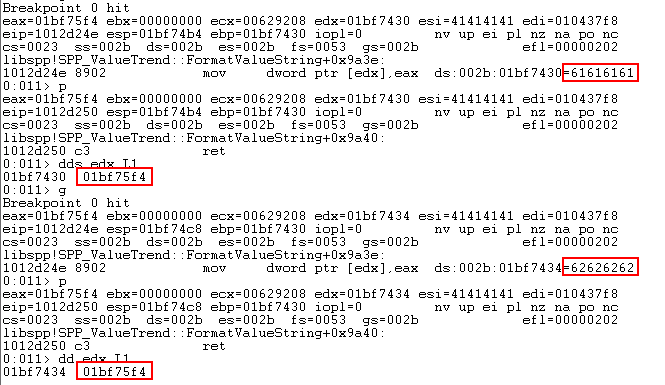 Breakpoint 0 hit
eax=01bf75f4 ebx=00000000 ecx=00629208 edx=01bf7430 esi=41414141 edi=010437f8
eip=1012d24e esp=01bf74b4 ebp=01bf7630 iopl=0 nv up ei pl nz na po nc
cs=0023 ss=002b ds=002b es=002b fs=0053 gs=002b efl=00000202
libspp!SPP_ValueTrend::FormatValueString+0x9a3e:
1012d24e 8902 mov dword ptr [edx],eax ds:002b:01bf7430=61616161
0:011> p
eax=01bf75f4 ebx=00000000 ecx=00629208 edx=01bf7430 esi=41414141 edi=010437f8
eip=1012d250 esp=01bf74b4 ebp=01bf7630 iopl=0 nv up ei pl nz na po nc
cs=0023 ss=002b ds=002b es=002b fs=0053 gs=002b efl=00000202
libspp!SPP_ValueTrend::FormatValueString+0x9a40:
1012d250 c3 ret
0:011> dds edx L1
01bf7430 01bf75f4
0:011> g
Breakpoint 0 hit
eax=01bf75f4 ebx=00000000 ecx=00629208 edx=01bf7434 esi=41414141 edi=010437f8
eip=1012d24e esp=01bf74c8 ebp=01bf7630 iopl=0 nv up ei pl nz na po nc
cs=0023 ss=002b ds=002b es=002b fs=0053 gs=002b efl=00000202
libspp!SPP_ValueTrend::FormatValueString+0x9a3e:
1012d24e 8902 mov dword ptr [edx],eax ds:002b:01bf7434=62626262
0:011> p
eax=01bf75f4 ebx=00000000 ecx=00629208 edx=01bf7434 esi=41414141 edi=010437f8
eip=1012d250 esp=01bf74c8 ebp=01bf7630 iopl=0 nv up ei pl nz na po nc
cs=0023 ss=002b ds=002b es=002b fs=0053 gs=002b efl=00000202
libspp!SPP_ValueTrend::FormatValueString+0x9a40:
1012d250 c3 ret
0:011> dd edx L1
01bf7434 01bf75f4